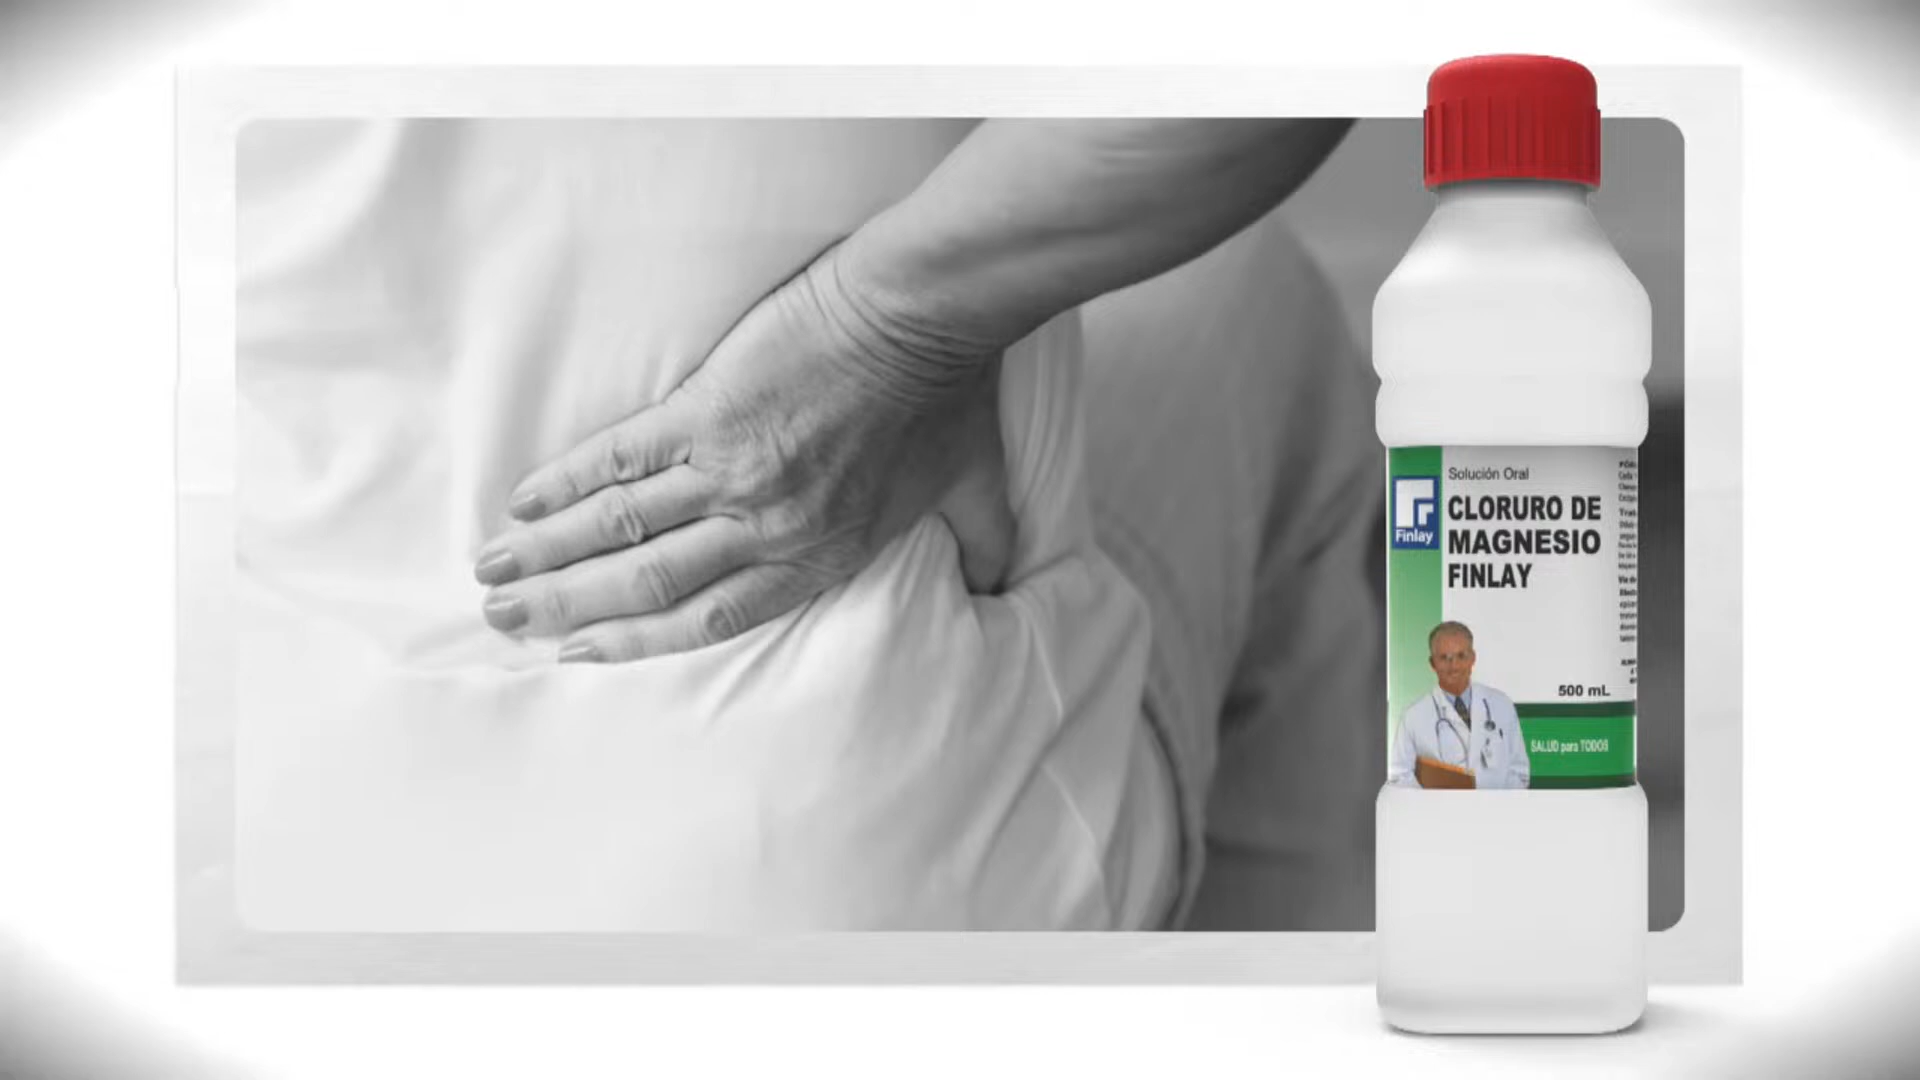 Solución Oral
CLORURO DE
MAGNESIO
FINLAY
Finlay
500 mL
SALUD para TODOS